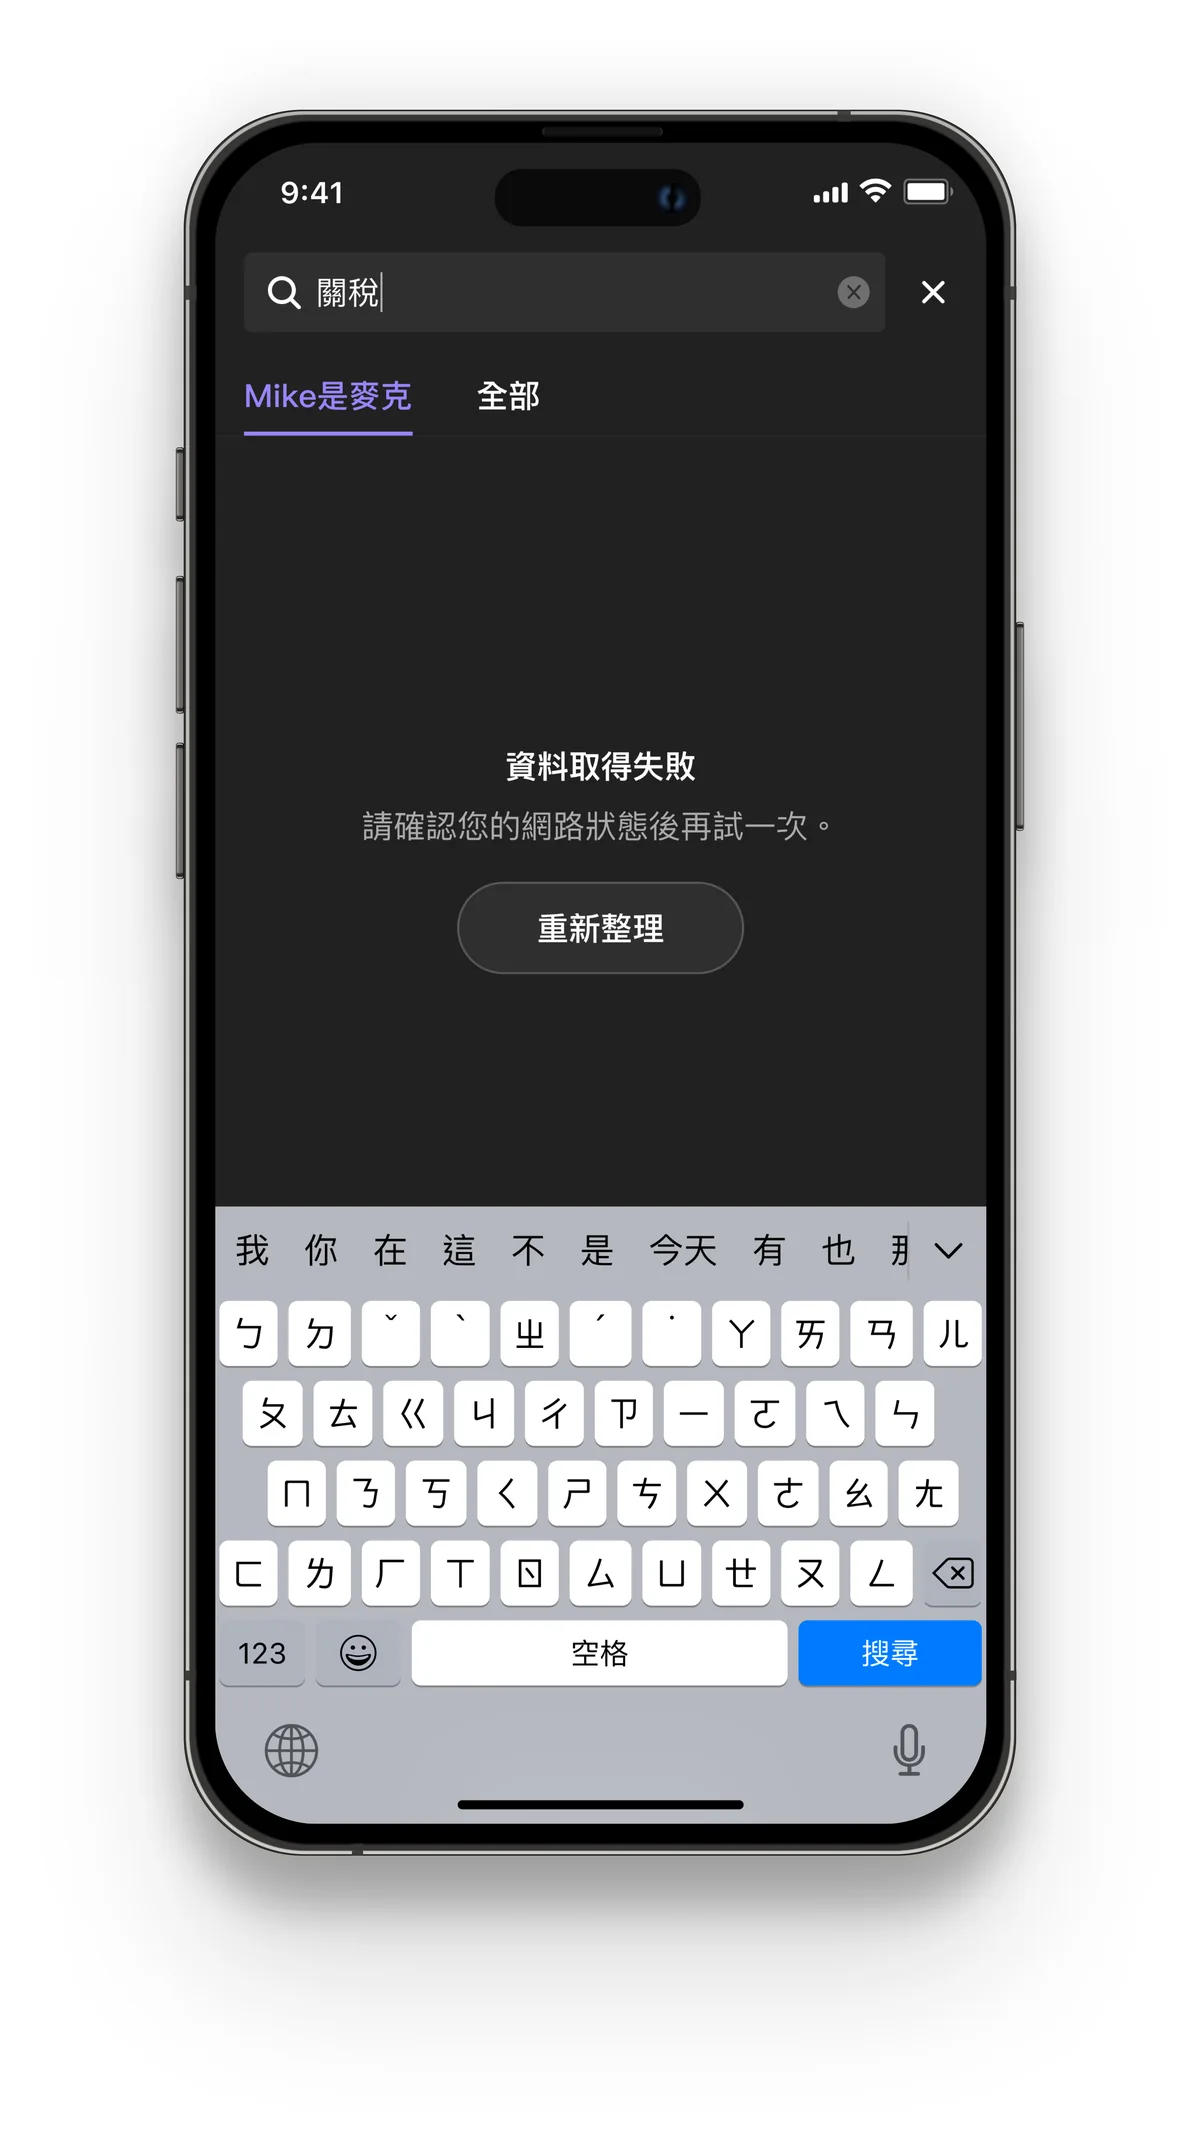 9:41
關稅
Mike是麥克 全部
資料取得失敗
請確認您的網路狀態後再試一次。
重新整理
我 你 在 這 不 是 今天 有 也
ㄅ ㄉ ˇ ˋ ㄓ ˊ ˙ ㄚ ㄞ ㄢ ㄦ
ㄆ ㄊ ㄍ ㄐ ㄔ ㄗ ㄧ ㄛ ㄟ ㄣ
ㄇ ㄋ ㄎ ㄑ ㄕ ㄘ ㄨ ㄜ ㄠ ㄤ
ㄈ ㄌ ㄏ ㄒ ㄖ ㄙ ㄩ ㄝ ㄡ ㄥ
123 空格 搜尋